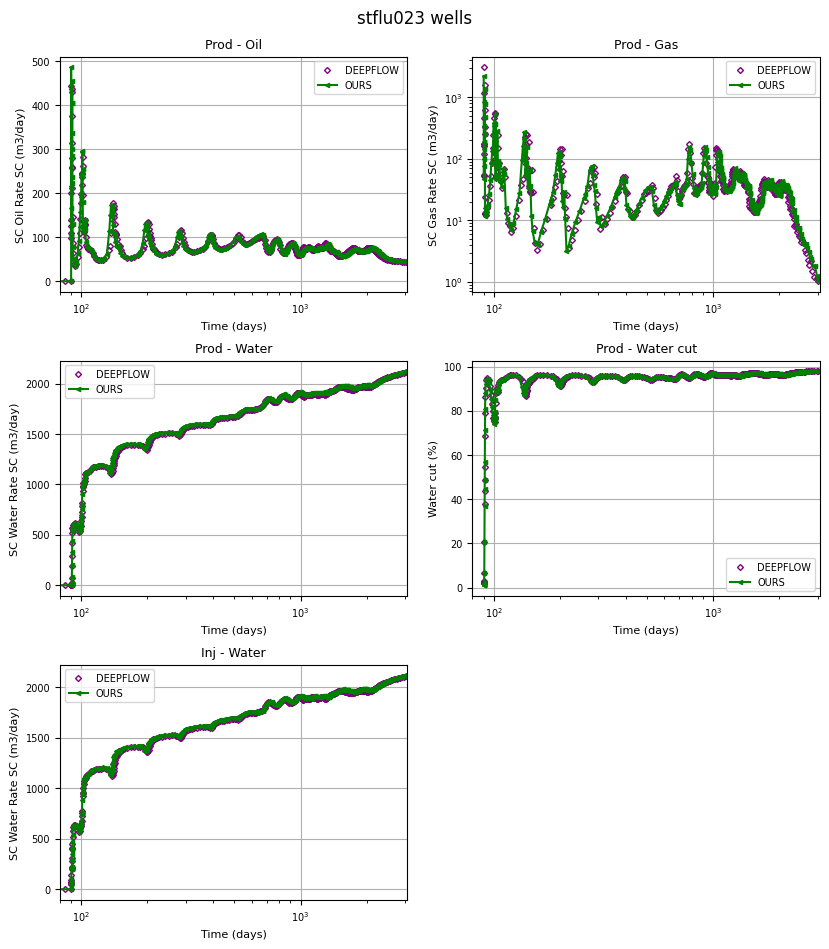 stflu023 wells
Prod - Oil
SC Oil Rate SC (m3/day)
500
400
300
200
100
0
DEEPFLOW
OURS
10²
10³
Time (days)
Prod - Gas
SC Gas Rate SC (m3/day)
10³
10²
10¹
10⁰
DEEPFLOW
OURS
10²
10³
Time (days)
Prod - Water
SC Water Rate SC (m3/day)
2000
1500
1000
500
0
DEEPFLOW
OURS
10²
10³
Time (days)
Prod - Water cut
Water cut (%)
100
80
60
40
20
0
DEEPFLOW
OURS
10²
10³
Time (days)
Inj - Water
SC Water Rate SC (m3/day)
2000
1500
1000
500
0
DEEPFLOW
OURS
10²
10³
Time (days)